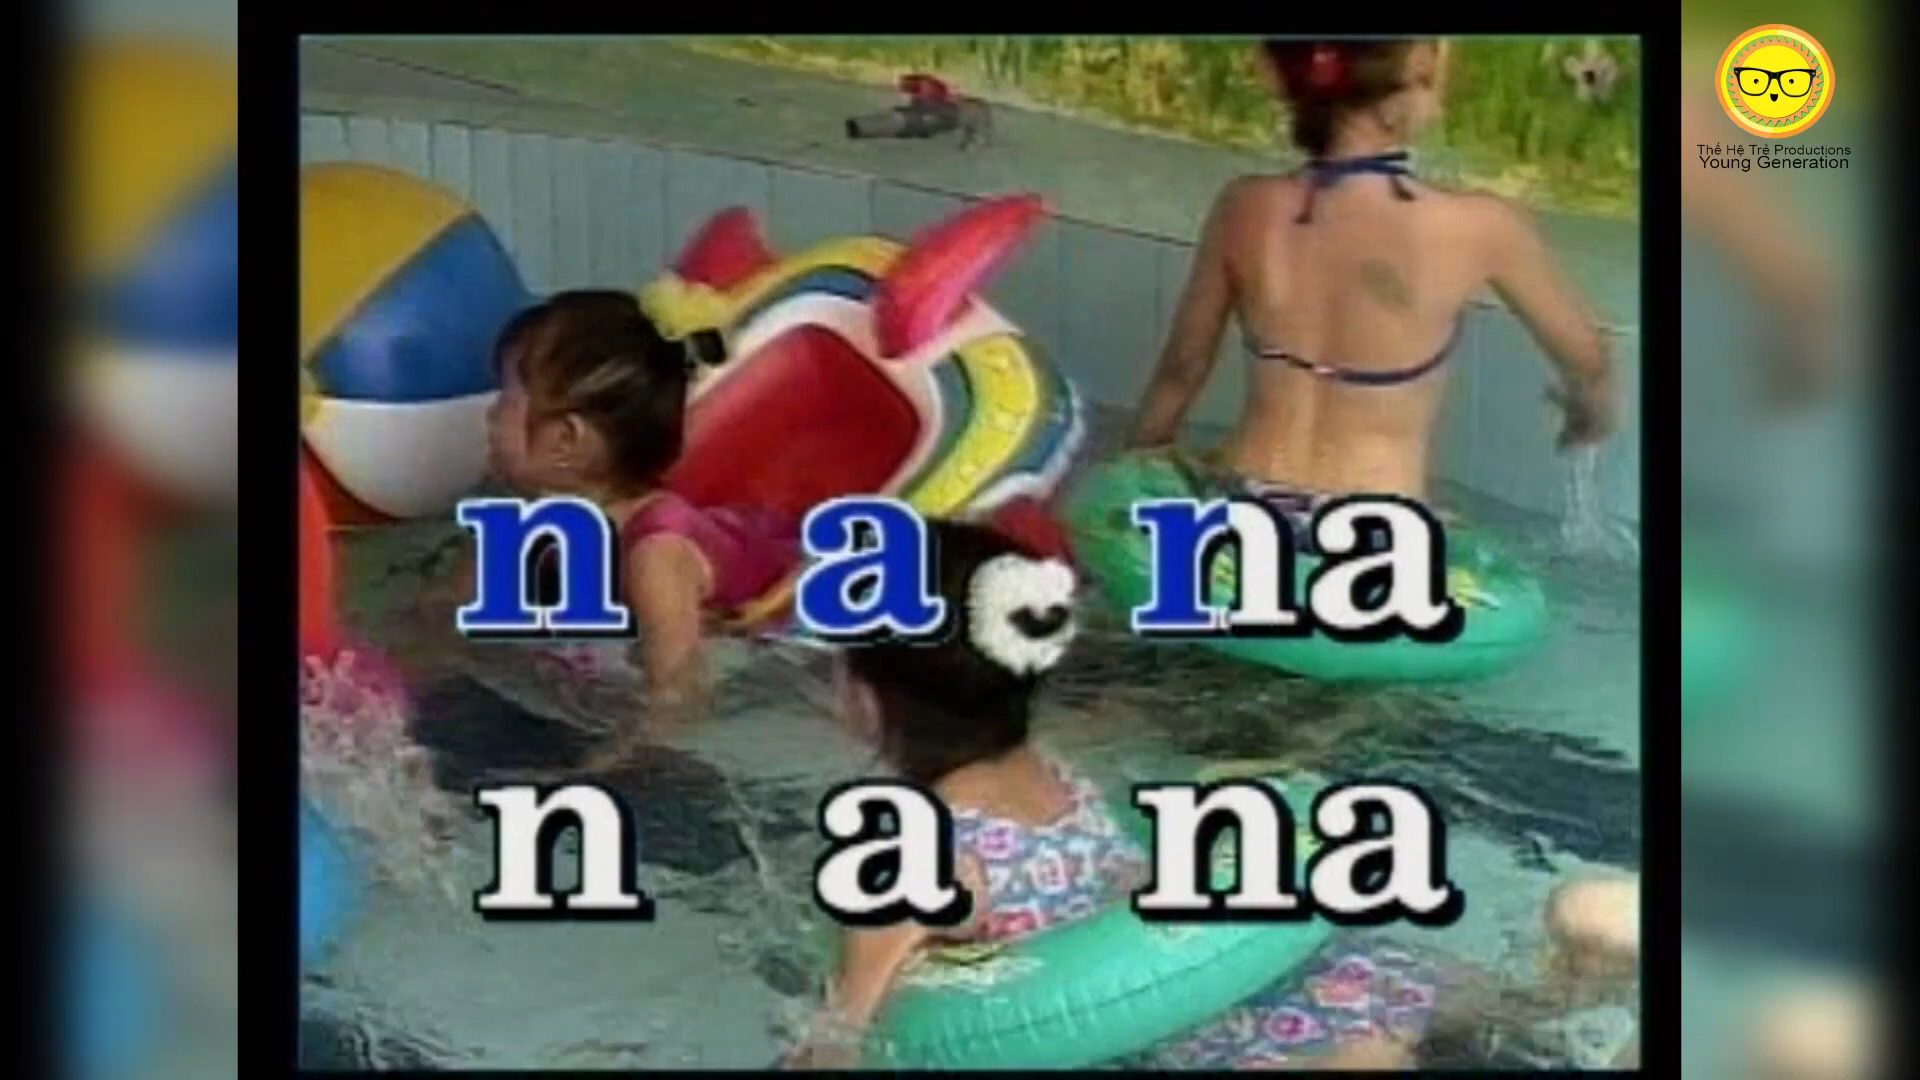 Thế Hệ Trẻ Productions
Young Generation
n a na
n a na